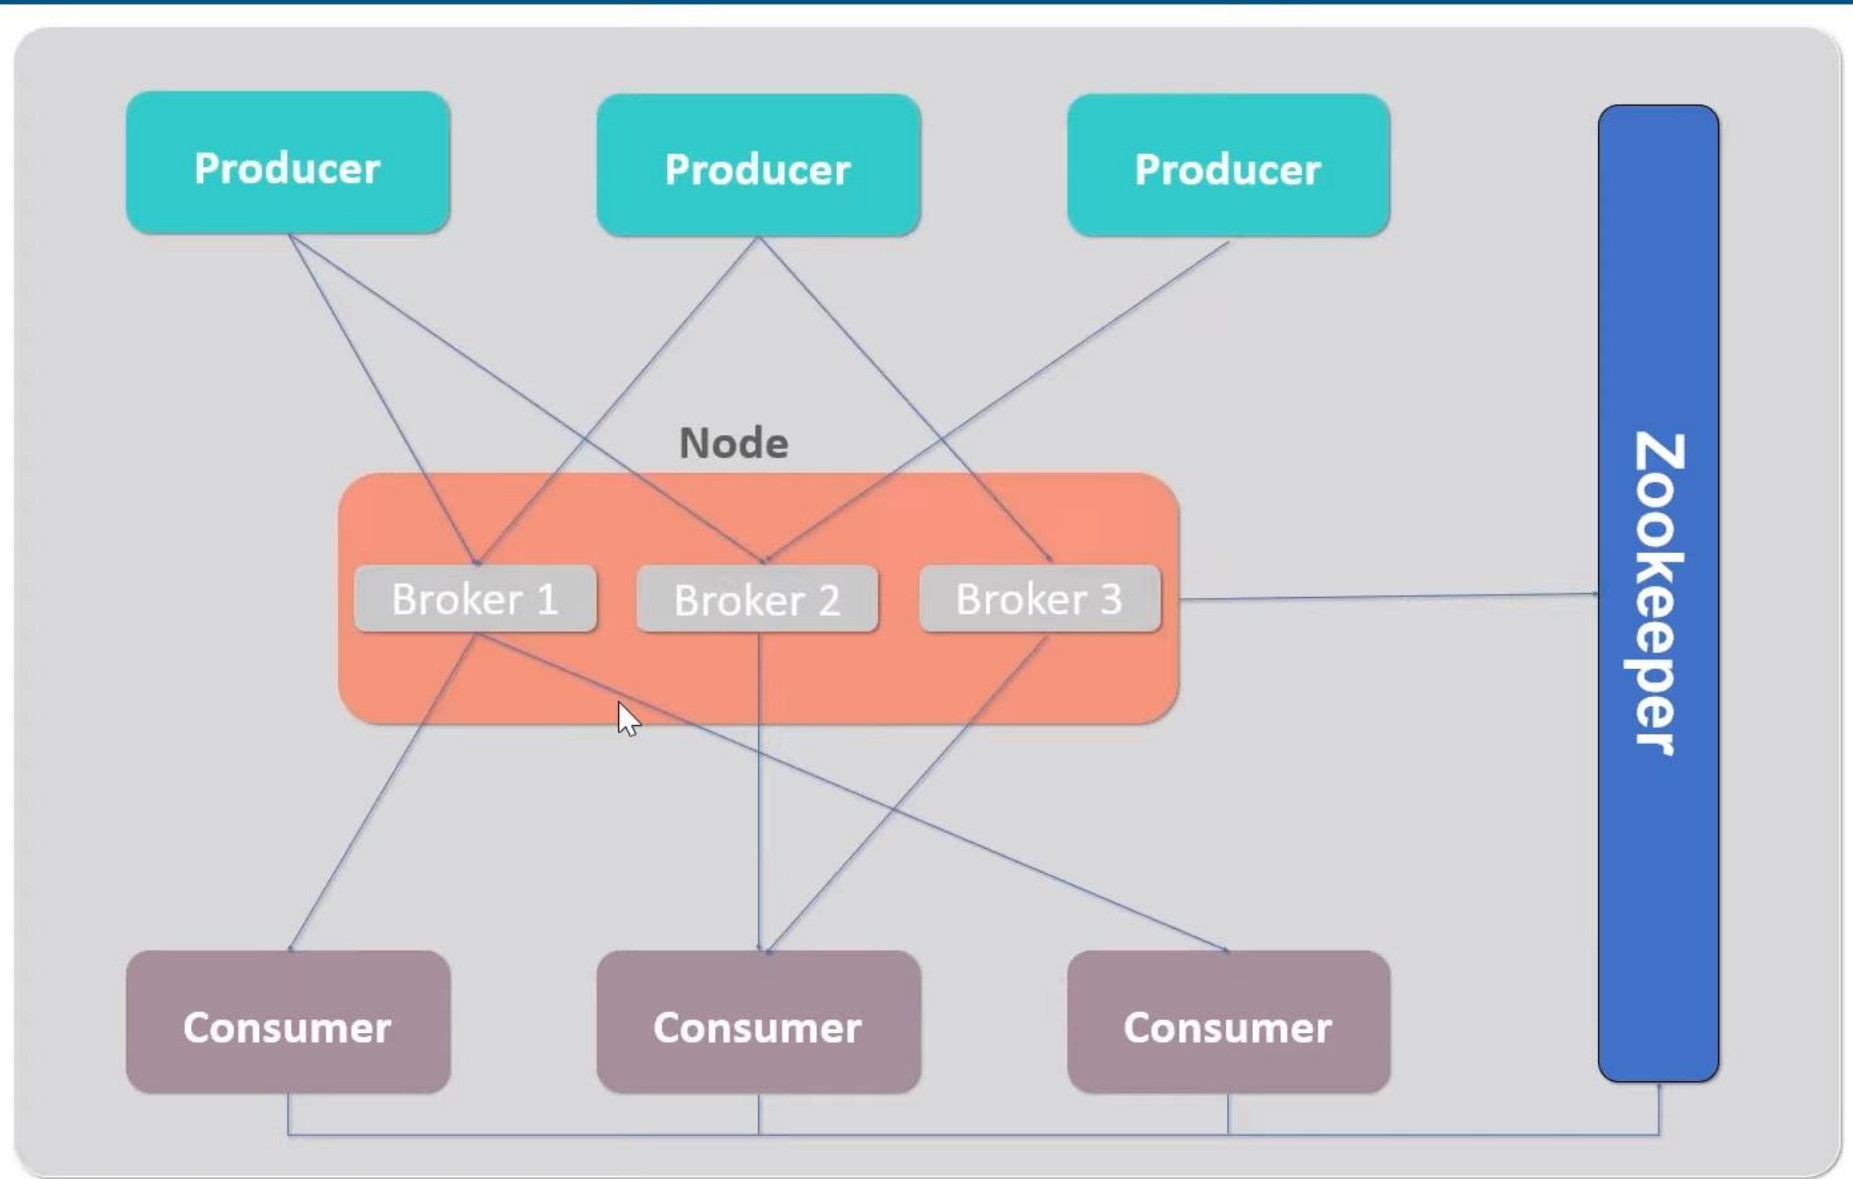 Producer
Producer
Producer
Node
Broker 1
Broker 2
Broker 3
Zookeeper
Consumer
Consumer
Consumer